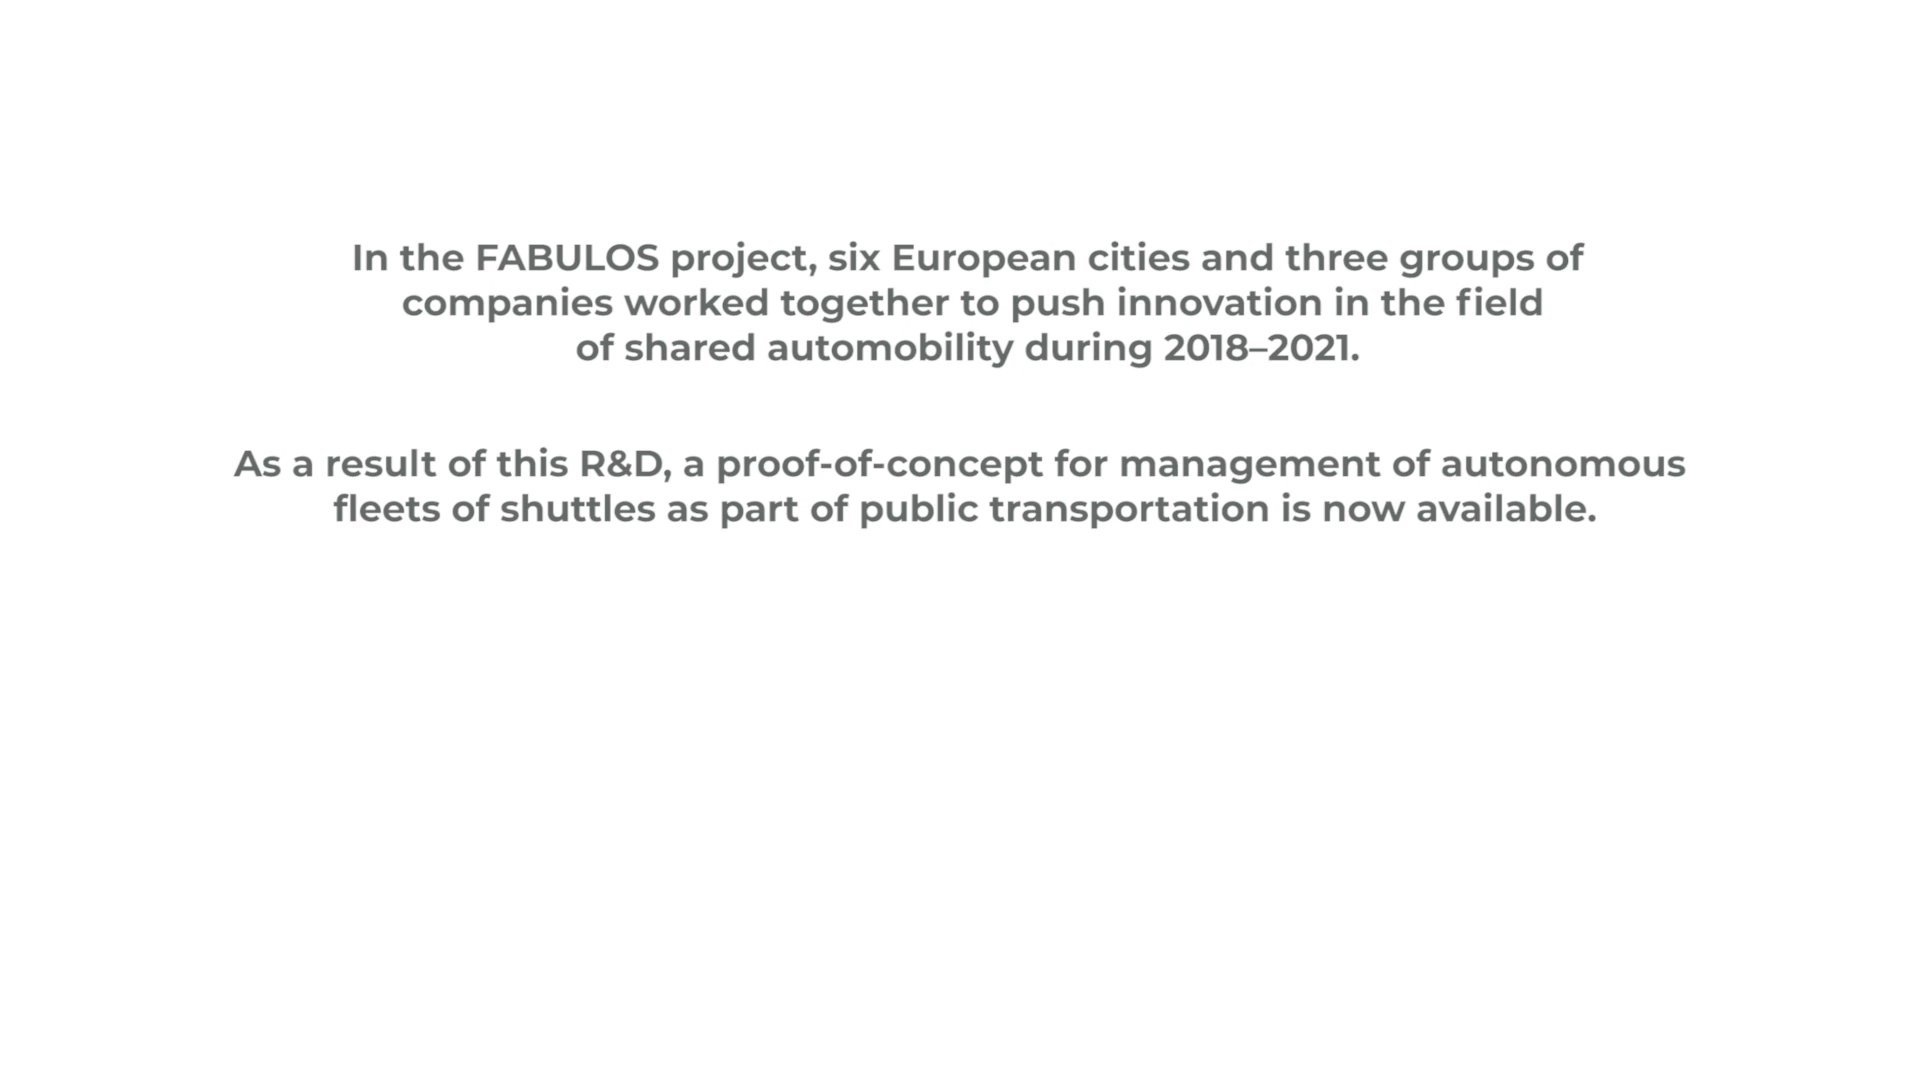 In the FABULOS project, six European cities and three groups of
companies worked together to push innovation in the field
of shared automobility during 2018–2021.
As a result of this R&D, a proof-of-concept for management of autonomous
fleets of shuttles as part of public transportation is now available.